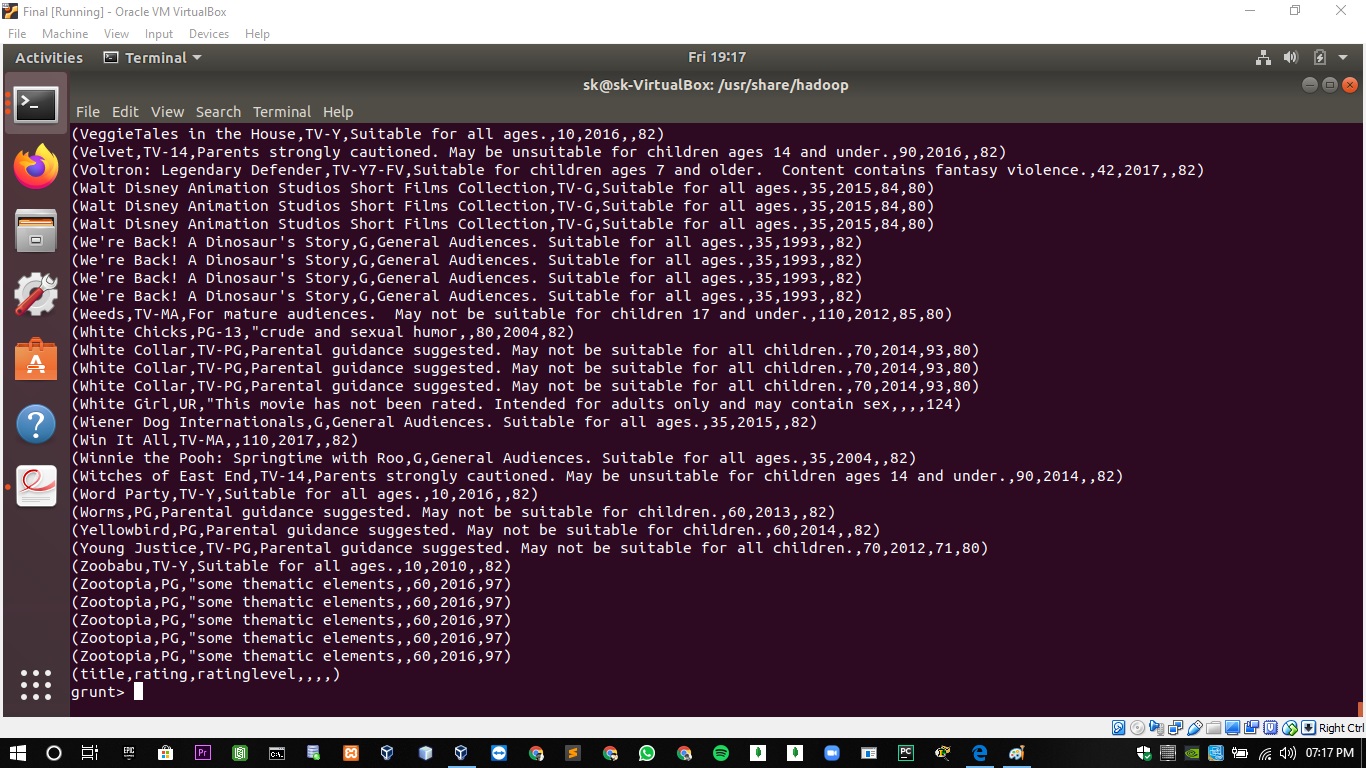 Final [Running] - Oracle VM VirtualBox
File Machine View Input Devices Help
Activities Terminal Fri 19:17
sk@sk-VirtualBox: /usr/share/hadoop
File Edit View Search Terminal Help
(VeggieTales in the House,TV-Y,Suitable for all ages.,10,2016,,82)
(Velvet,TV-14,Parents strongly cautioned. May be unsuitable for children ages 14 and under.,90,2016,,82)
(Voltron: Legendary Defender,TV-Y7-FV,Suitable for children ages 7 and older.  Content contains fantasy violence.,42,2017,,82)
(Walt Disney Animation Studios Short Films Collection,TV-G,Suitable for all ages.,35,2015,84,80)
(Walt Disney Animation Studios Short Films Collection,TV-G,Suitable for all ages.,35,2015,84,80)
(Walt Disney Animation Studios Short Films Collection,TV-G,Suitable for all ages.,35,2015,84,80)
(We're Back! A Dinosaur's Story,G,General Audiences. Suitable for all ages.,35,1993,,82)
(We're Back! A Dinosaur's Story,G,General Audiences. Suitable for all ages.,35,1993,,82)
(We're Back! A Dinosaur's Story,G,General Audiences. Suitable for all ages.,35,1993,,82)
(We're Back! A Dinosaur's Story,G,General Audiences. Suitable for all ages.,35,1993,,82)
(Weeds,TV-MA,For mature audiences.  May not be suitable for children 17 and under.,110,2012,85,80)
(White Chicks,PG-13,"crude and sexual humor,,80,2004,82)
(White Collar,TV-PG,Parental guidance suggested. May not be suitable for all children.,70,2014,93,80)
(White Collar,TV-PG,Parental guidance suggested. May not be suitable for all children.,70,2014,93,80)
(White Collar,TV-PG,Parental guidance suggested. May not be suitable for all children.,70,2014,93,80)
(White Girl,UR,"This movie has not been rated. Intended for adults only and may contain sex,,,,124)
(Wiener Dog Internationals,G,General Audiences. Suitable for all ages.,35,2015,,82)
(Win It All,TV-MA,,110,2017,,82)
(Winnie the Pooh: Springtime with Roo,G,General Audiences. Suitable for all ages.,35,2004,,82)
(Witches of East End,TV-14,Parents strongly cautioned. May be unsuitable for children ages 14 and under.,90,2014,,82)
(Word Party,TV-Y,Suitable for all ages.,10,2016,,82)
(Worms,PG,Parental guidance suggested. May not be suitable for children.,60,2013,,82)
(Yellowbird,PG,Parental guidance suggested. May not be suitable for children.,60,2014,,82)
(Young Justice,TV-PG,Parental guidance suggested. May not be suitable for all children.,70,2012,71,80)
(Zoobabu,TV-Y,Suitable for all ages.,10,2010,,82)
(Zootopia,PG,"some thematic elements,,60,2016,97)
(Zootopia,PG,"some thematic elements,,60,2016,97)
(Zootopia,PG,"some thematic elements,,60,2016,97)
(Zootopia,PG,"some thematic elements,,60,2016,97)
(Zootopia,PG,"some thematic elements,,60,2016,97)
(title,rating,ratinglevel,,,,)
grunt>
Right Ctrl
07:17 PM